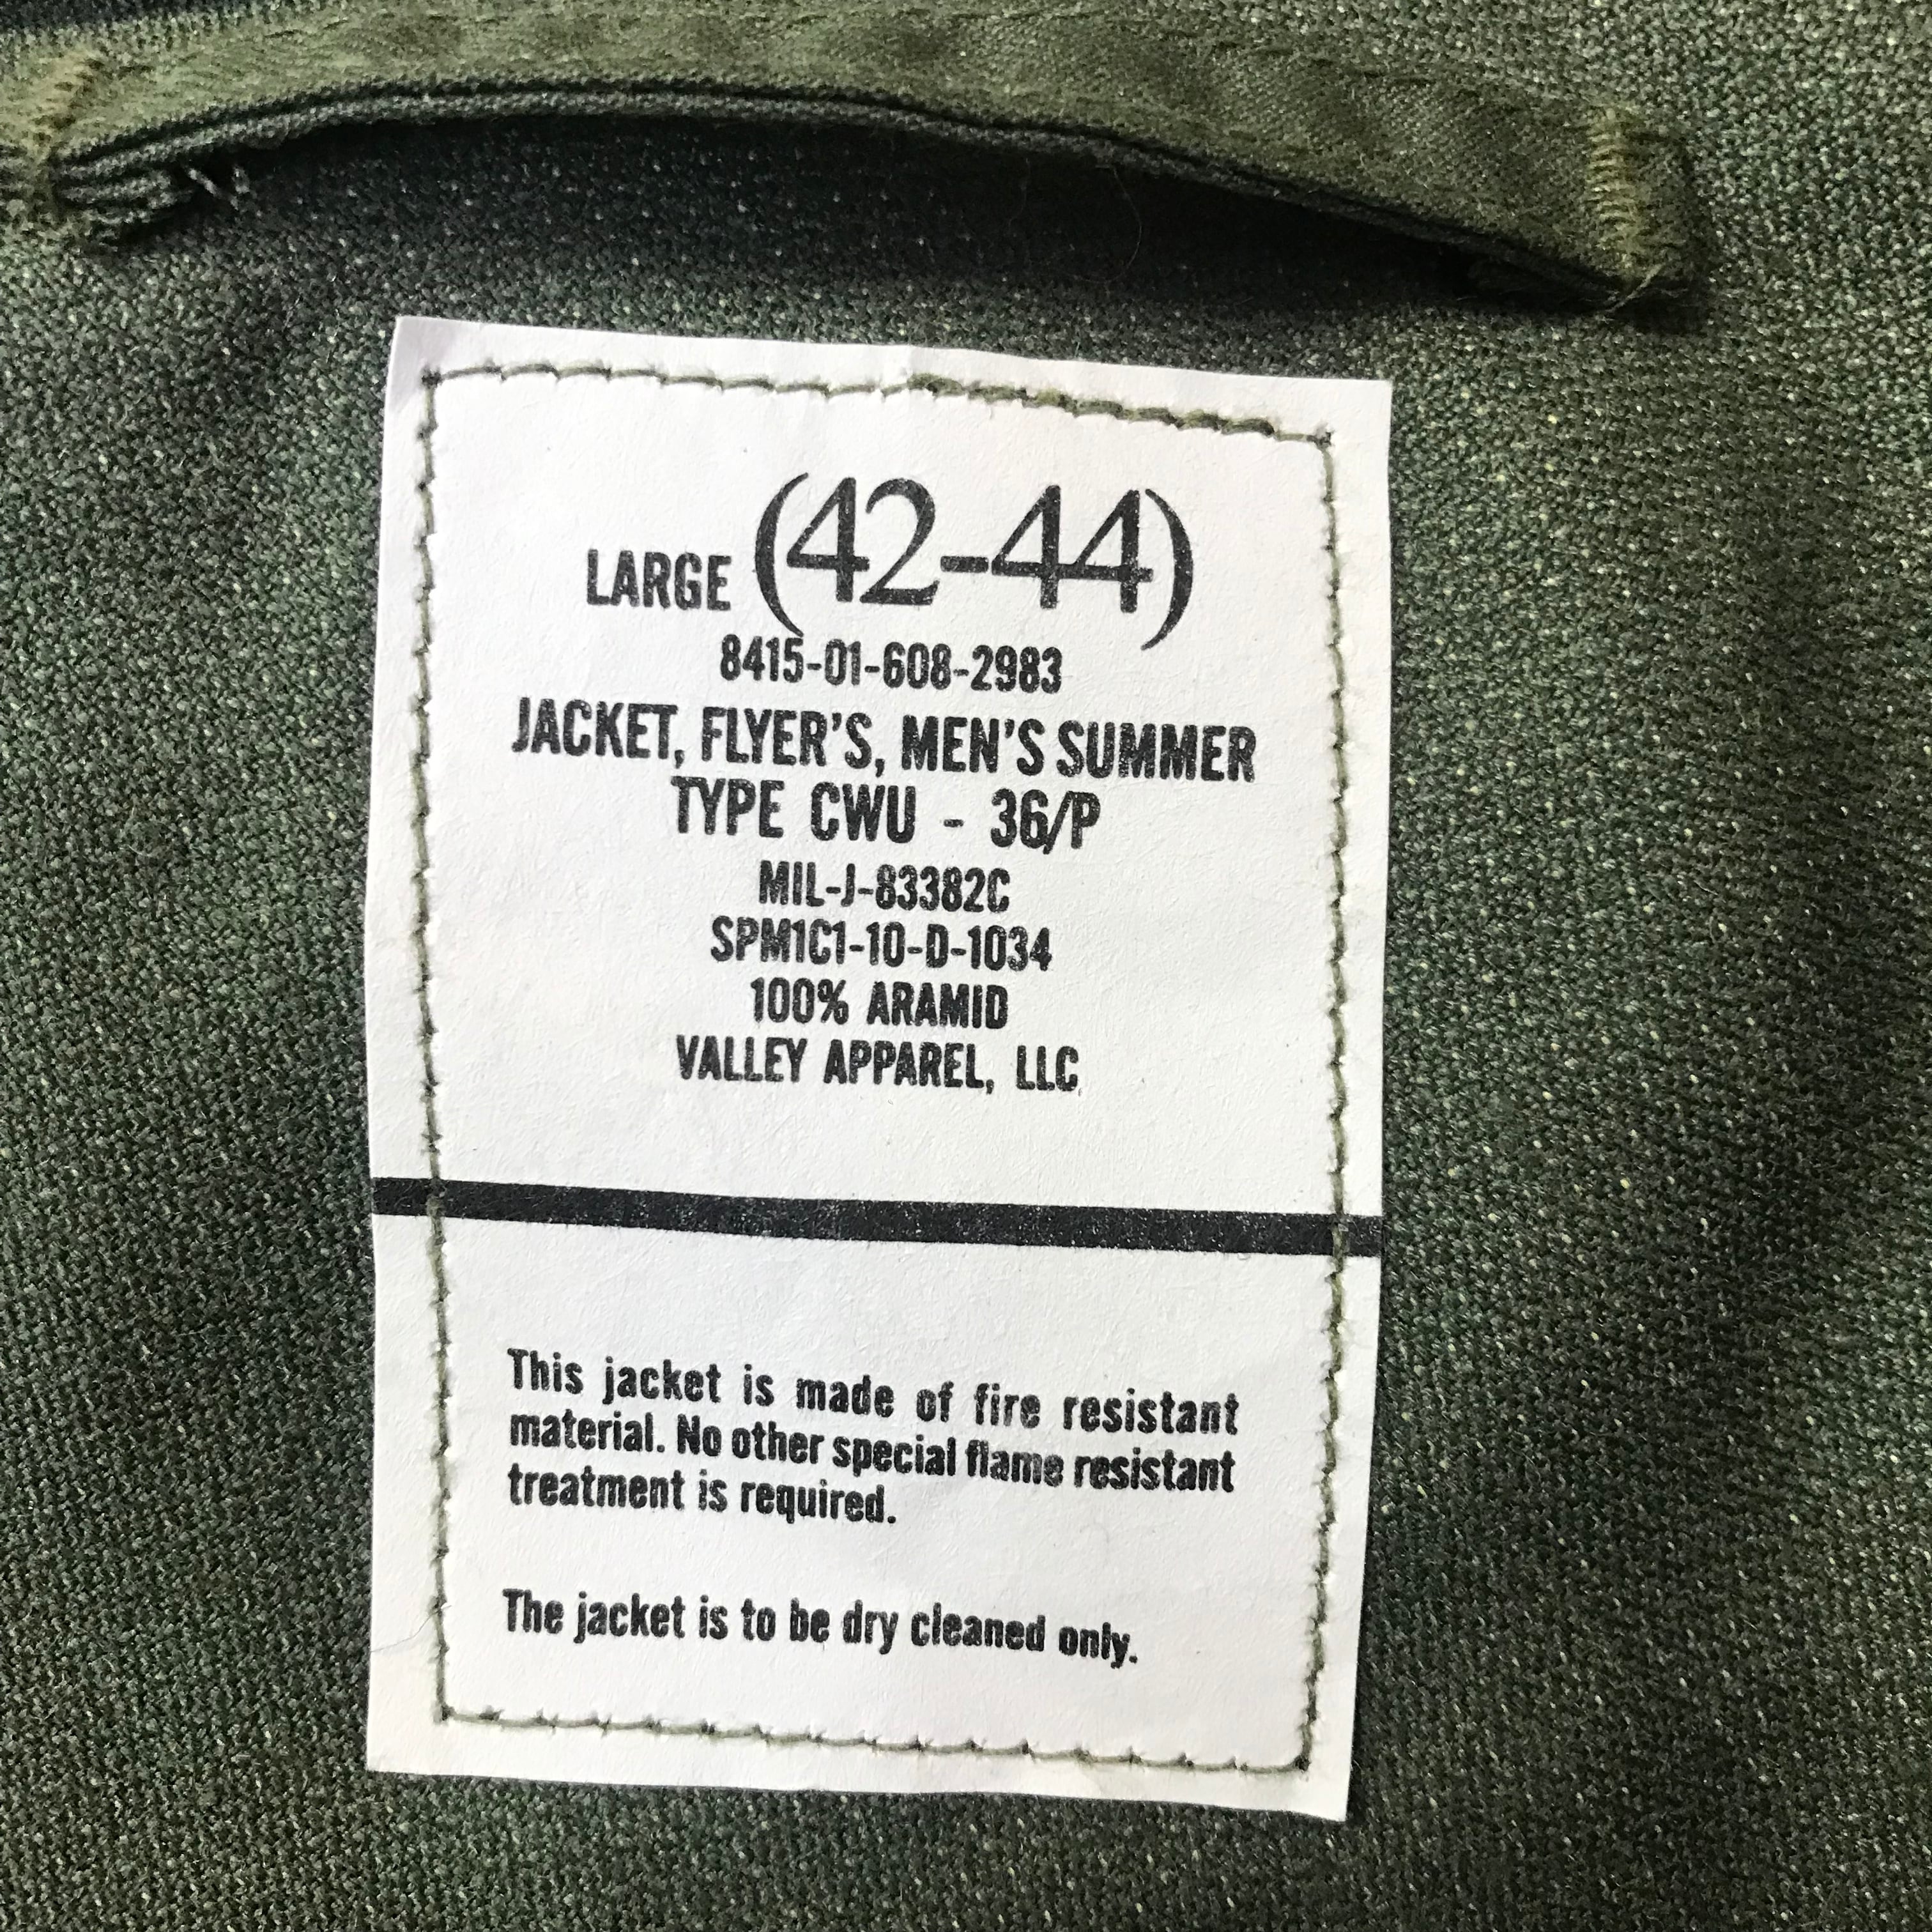 LARGE (42-44)
8415-01-608-2983
JACKET, FLYER'S, MEN'S SUMMER
TYPE CWU - 36/P
MIL-J-83382C
SPM1C1-10-D-1034
100% ARAMID
VALLEY APPAREL, LLC
This jacket is made of fire resistant
material. No other special flame resistant
treatment is required.
The jacket is to be dry cleaned only.